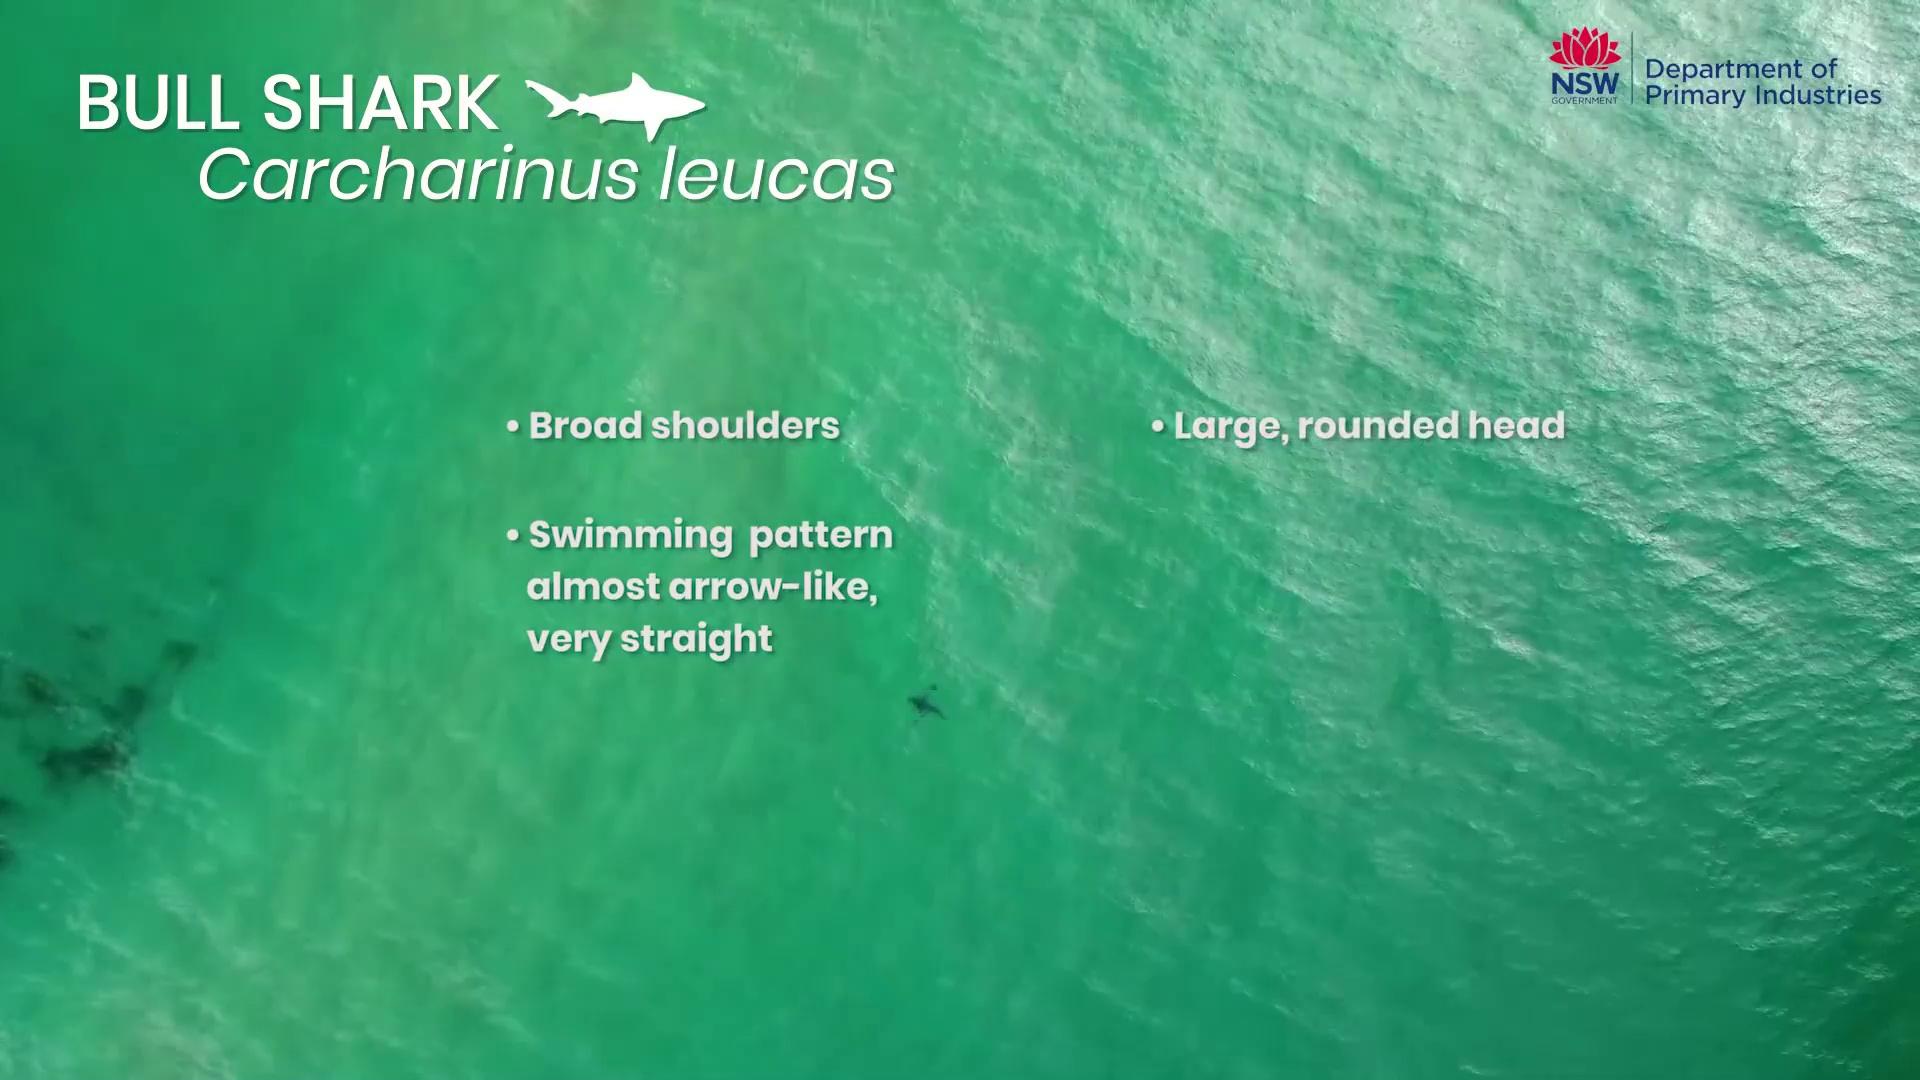 BULL SHARK
Carcharinus leucas
NSW
GOVERNMENT
Department of
Primary Industries
• Broad shoulders
• Swimming pattern
almost arrow-like,
very straight
• Large, rounded head